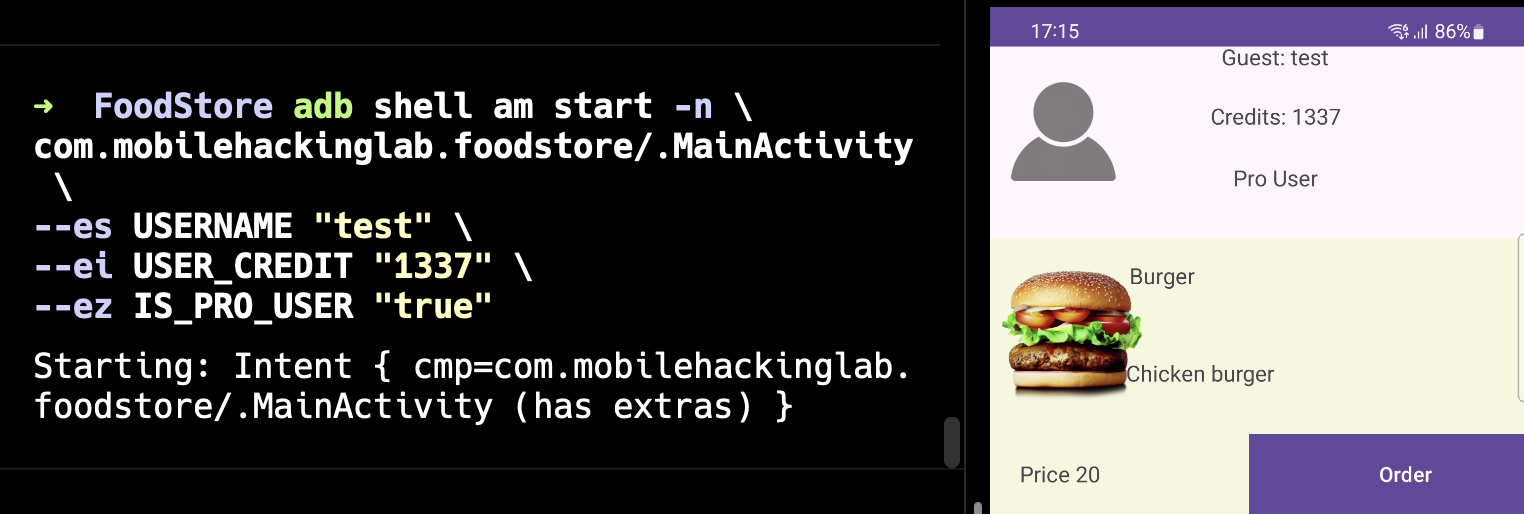 ➜ FoodStore adb shell am start -n \
com.mobilehackinglab.foodstore/.MainActivity
\
--es USERNAME "test" \
--ei USER_CREDIT "1337" \
--ez IS_PRO_USER "true"
Starting: Intent { cmp=com.mobilehackinglab.
foodstore/.MainActivity (has extras) }
17:15 86%
Guest: test
Credits: 1337
Pro User
Burger
Chicken burger
Price 20
Order